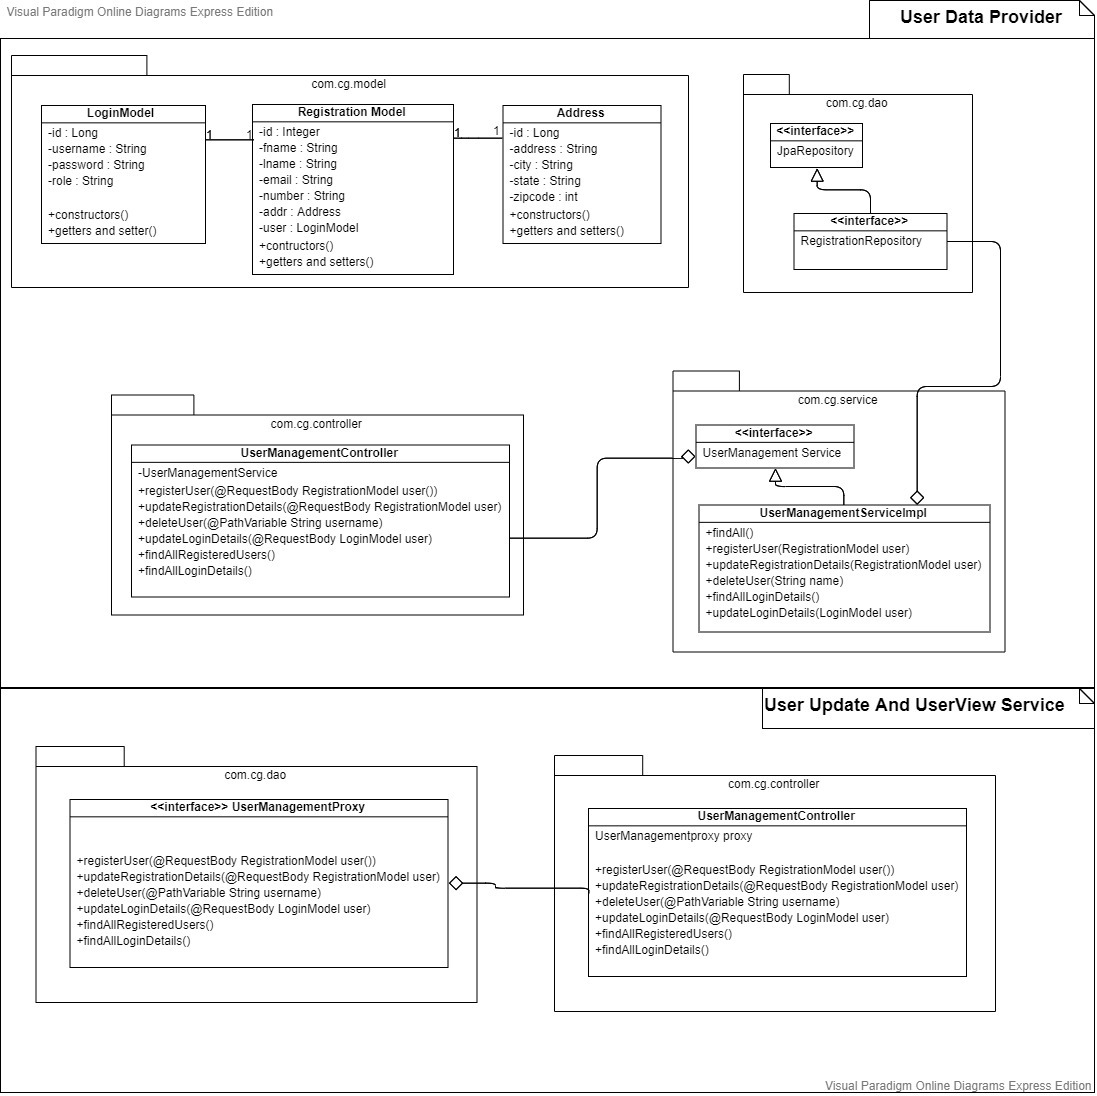 Visual Paradigm Online Diagrams Express Edition
User Data Provider
com.cg.model
LoginModel
-id : Long
-username : String
-password : String
-role : String
+constructors()
+getters and setter()
1
1
Registration Model
-id : Integer
-fname : String
-lname : String
-email : String
-number : String
-addr : Address
-user : LoginModel
+contructors()
+getters and setters()
1
1
Address
-id : Long
-address : String
-city : String
-state : String
-zipcode : int
+constructors()
+getters and setters()
com.cg.dao
<<interface>>
JpaRepository
<<interface>>
RegistrationRepository
com.cg.controller
UserManagementController
-UserManagementService
+registerUser(@RequestBody RegistrationModel user())
+updateRegistrationDetails(@RequestBody RegistrationModel user)
+deleteUser(@PathVariable String username)
+updateLoginDetails(@RequestBody LoginModel user)
+findAllRegisteredUsers()
+findAllLoginDetails()
com.cg.service
<<interface>>
UserManagement Service
UserManagementServiceImpl
+findAll()
+registerUser(RegistrationModel user)
+updateRegistrationDetails(RegistrationModel user)
+deleteUser(String name)
+findAllLoginDetails()
+updateLoginDetails(LoginModel user)
User Update And UserView Service
com.cg.dao
<<interface>> UserManagementProxy
+registerUser(@RequestBody RegistrationModel user())
+updateRegistrationDetails(@RequestBody RegistrationModel user)
+deleteUser(@PathVariable String username)
+updateLoginDetails(@RequestBody LoginModel user)
+findAllRegisteredUsers()
+findAllLoginDetails()
com.cg.controller
UserManagementController
UserManagementproxy proxy
+registerUser(@RequestBody RegistrationModel user())
+updateRegistrationDetails(@RequestBody RegistrationModel user)
+deleteUser(@PathVariable String username)
+updateLoginDetails(@RequestBody LoginModel user)
+findAllRegisteredUsers()
+findAllLoginDetails()
Visual Paradigm Online Diagrams Express Edition